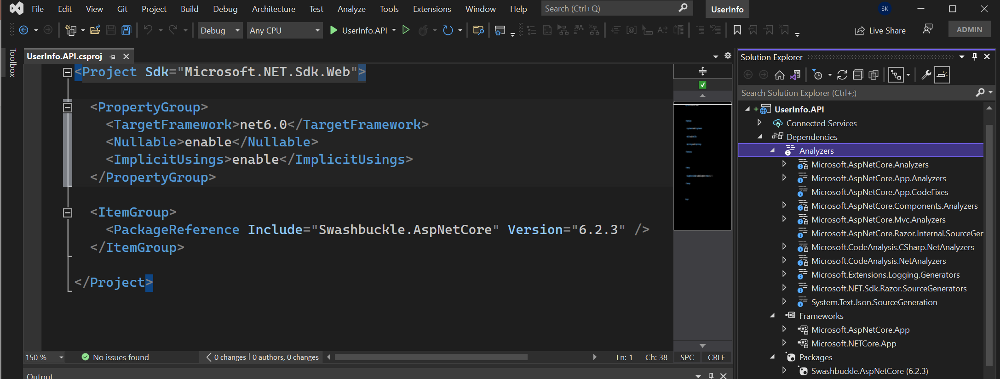 File Edit View Git Project Build Debug Architecture Test Analyze Tools Extensions Window Help Search (Ctrl+Q) UserInfo SK
Debug Any CPU UserInfo.API Live Share ADMIN
Toolbox
UserInfo.API.csproj
<Project Sdk="Microsoft.NET.Sdk.Web">
<PropertyGroup>
<TargetFramework>net6.0</TargetFramework>
<Nullable>enable</Nullable>
<ImplicitUsings>enable</ImplicitUsings>
</PropertyGroup>
<ItemGroup>
<PackageReference Include="Swashbuckle.AspNetCore" Version="6.2.3" />
</ItemGroup>
</Project>
150 % No issues found 0 changes | 0 authors, 0 changes Ln: 1 Ch: 38 SPC CRLF
Output
Solution Explorer
Search Solution Explorer (Ctrl+;)
UserInfo.API
Connected Services
Dependencies
Analyzers
Microsoft.AspNetCore.Analyzers
Microsoft.AspNetCore.App.Analyzers
Microsoft.AspNetCore.App.CodeFixes
Microsoft.AspNetCore.Components.Analyzers
Microsoft.AspNetCore.Mvc.Analyzers
Microsoft.AspNetCore.Razor.Internal.SourceGer
Microsoft.CodeAnalysis.CSharp.NetAnalyzers
Microsoft.CodeAnalysis.NetAnalyzers
Microsoft.Extensions.Logging.Generators
Microsoft.NET.Sdk.Razor.SourceGenerators
System.Text.Json.SourceGeneration
Frameworks
Microsoft.AspNetCore.App
Microsoft.NETCore.App
Packages
Swashbuckle.AspNetCore (6.2.3)